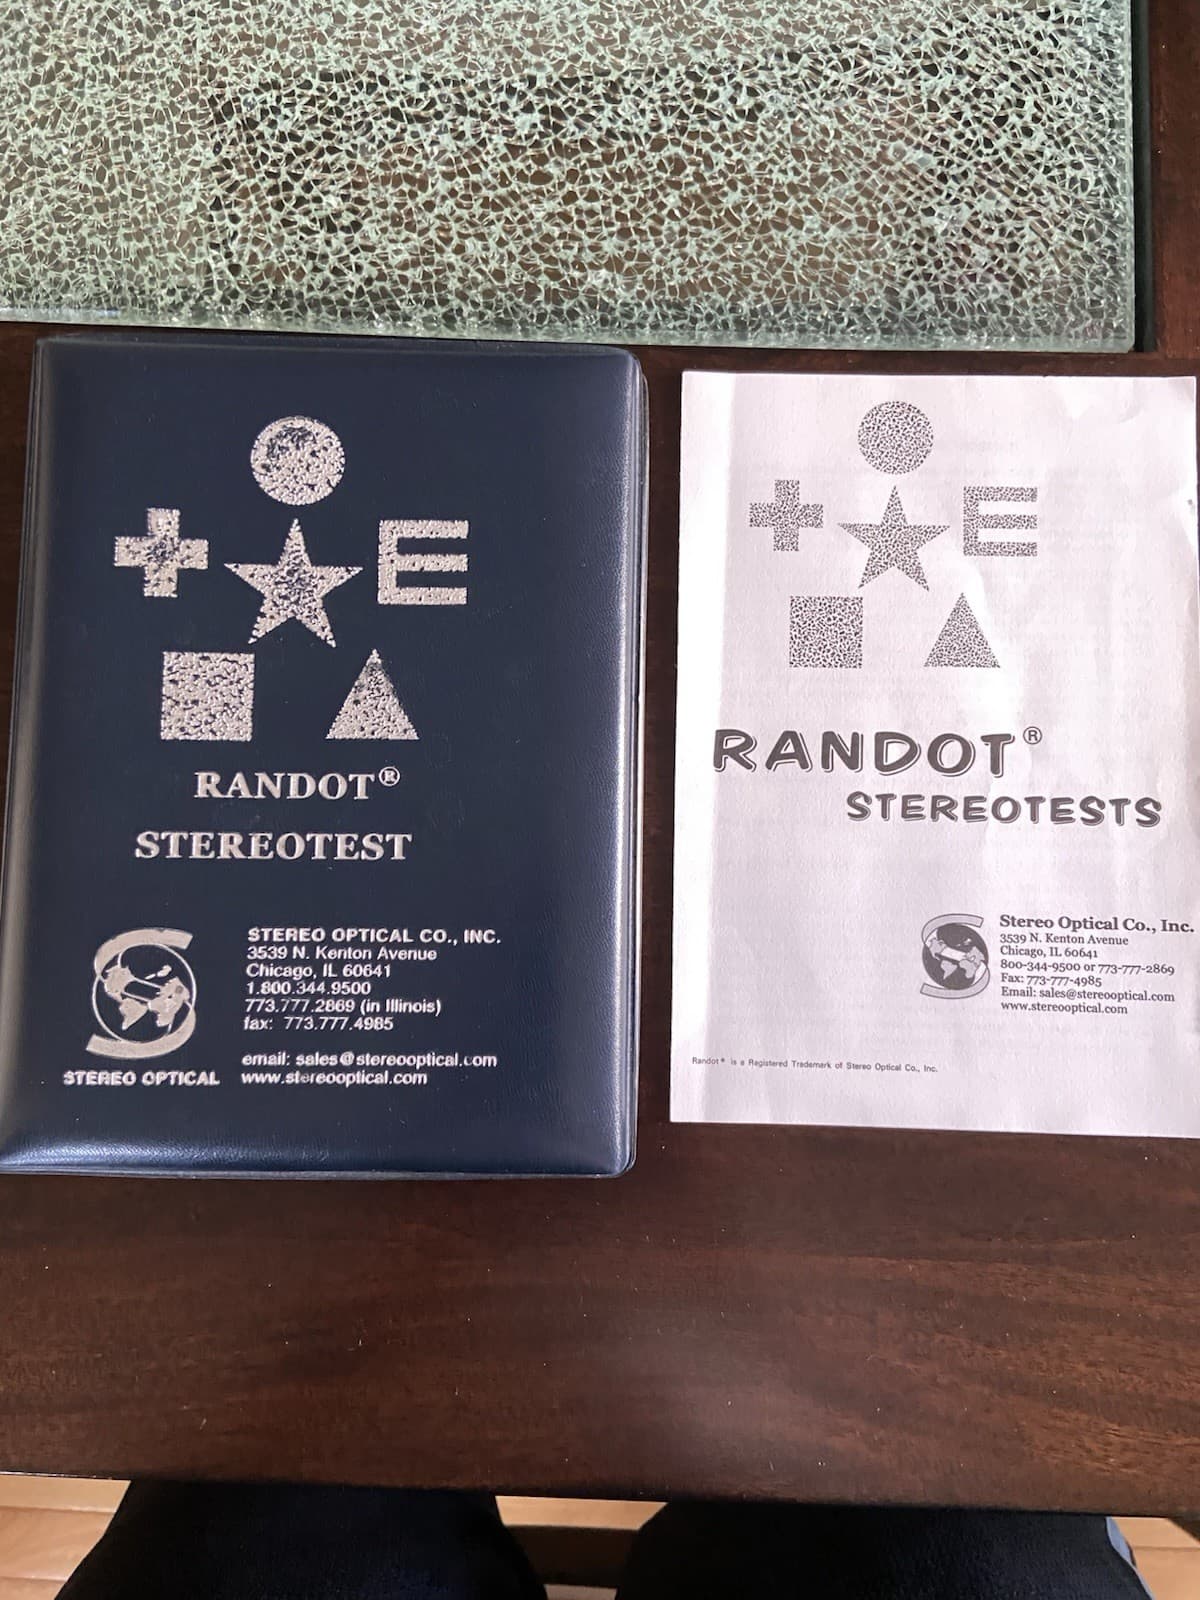 RANDOT®
STEREOTEST
STEREO OPTICAL CO., INC.
3539 N. Kenton Avenue
Chicago, IL 60641
1.800.344.9500
773.777.2869 (in Illinois)
fax: 773.777.4985
email: sales@stereooptical.com
www.stereooptical.com
STEREO OPTICAL
RANDOT®
STEREOTESTS
Stereo Optical Co., Inc.
3539 N. Kenton Avenue
Chicago, IL 60641
800-344-9500 or 773-777-2869
Fax: 773-777-4985
Email: sales@stereooptical.com
www.stereooptical.com
Randot® is a Registered Trademark of Stereo Optical Co., Inc.